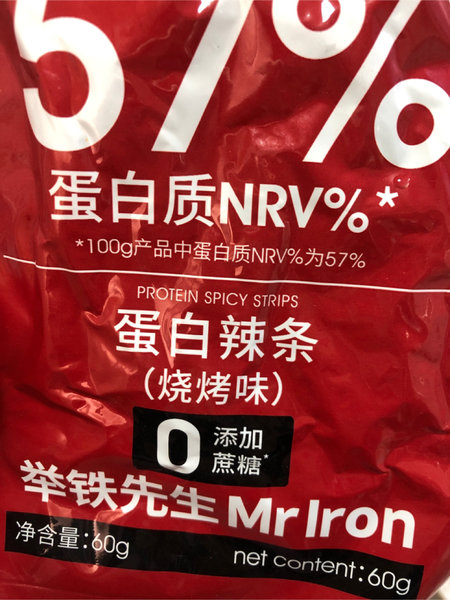 57%
蛋白质NRV%*
*100g产品中蛋白质NRV%为57%
PROTEIN SPICY STRIPS
蛋白辣条
（烧烤味）
0 添加
蔗糖*
举铁先生 Mr Iron
净含量：60g
net content：60g